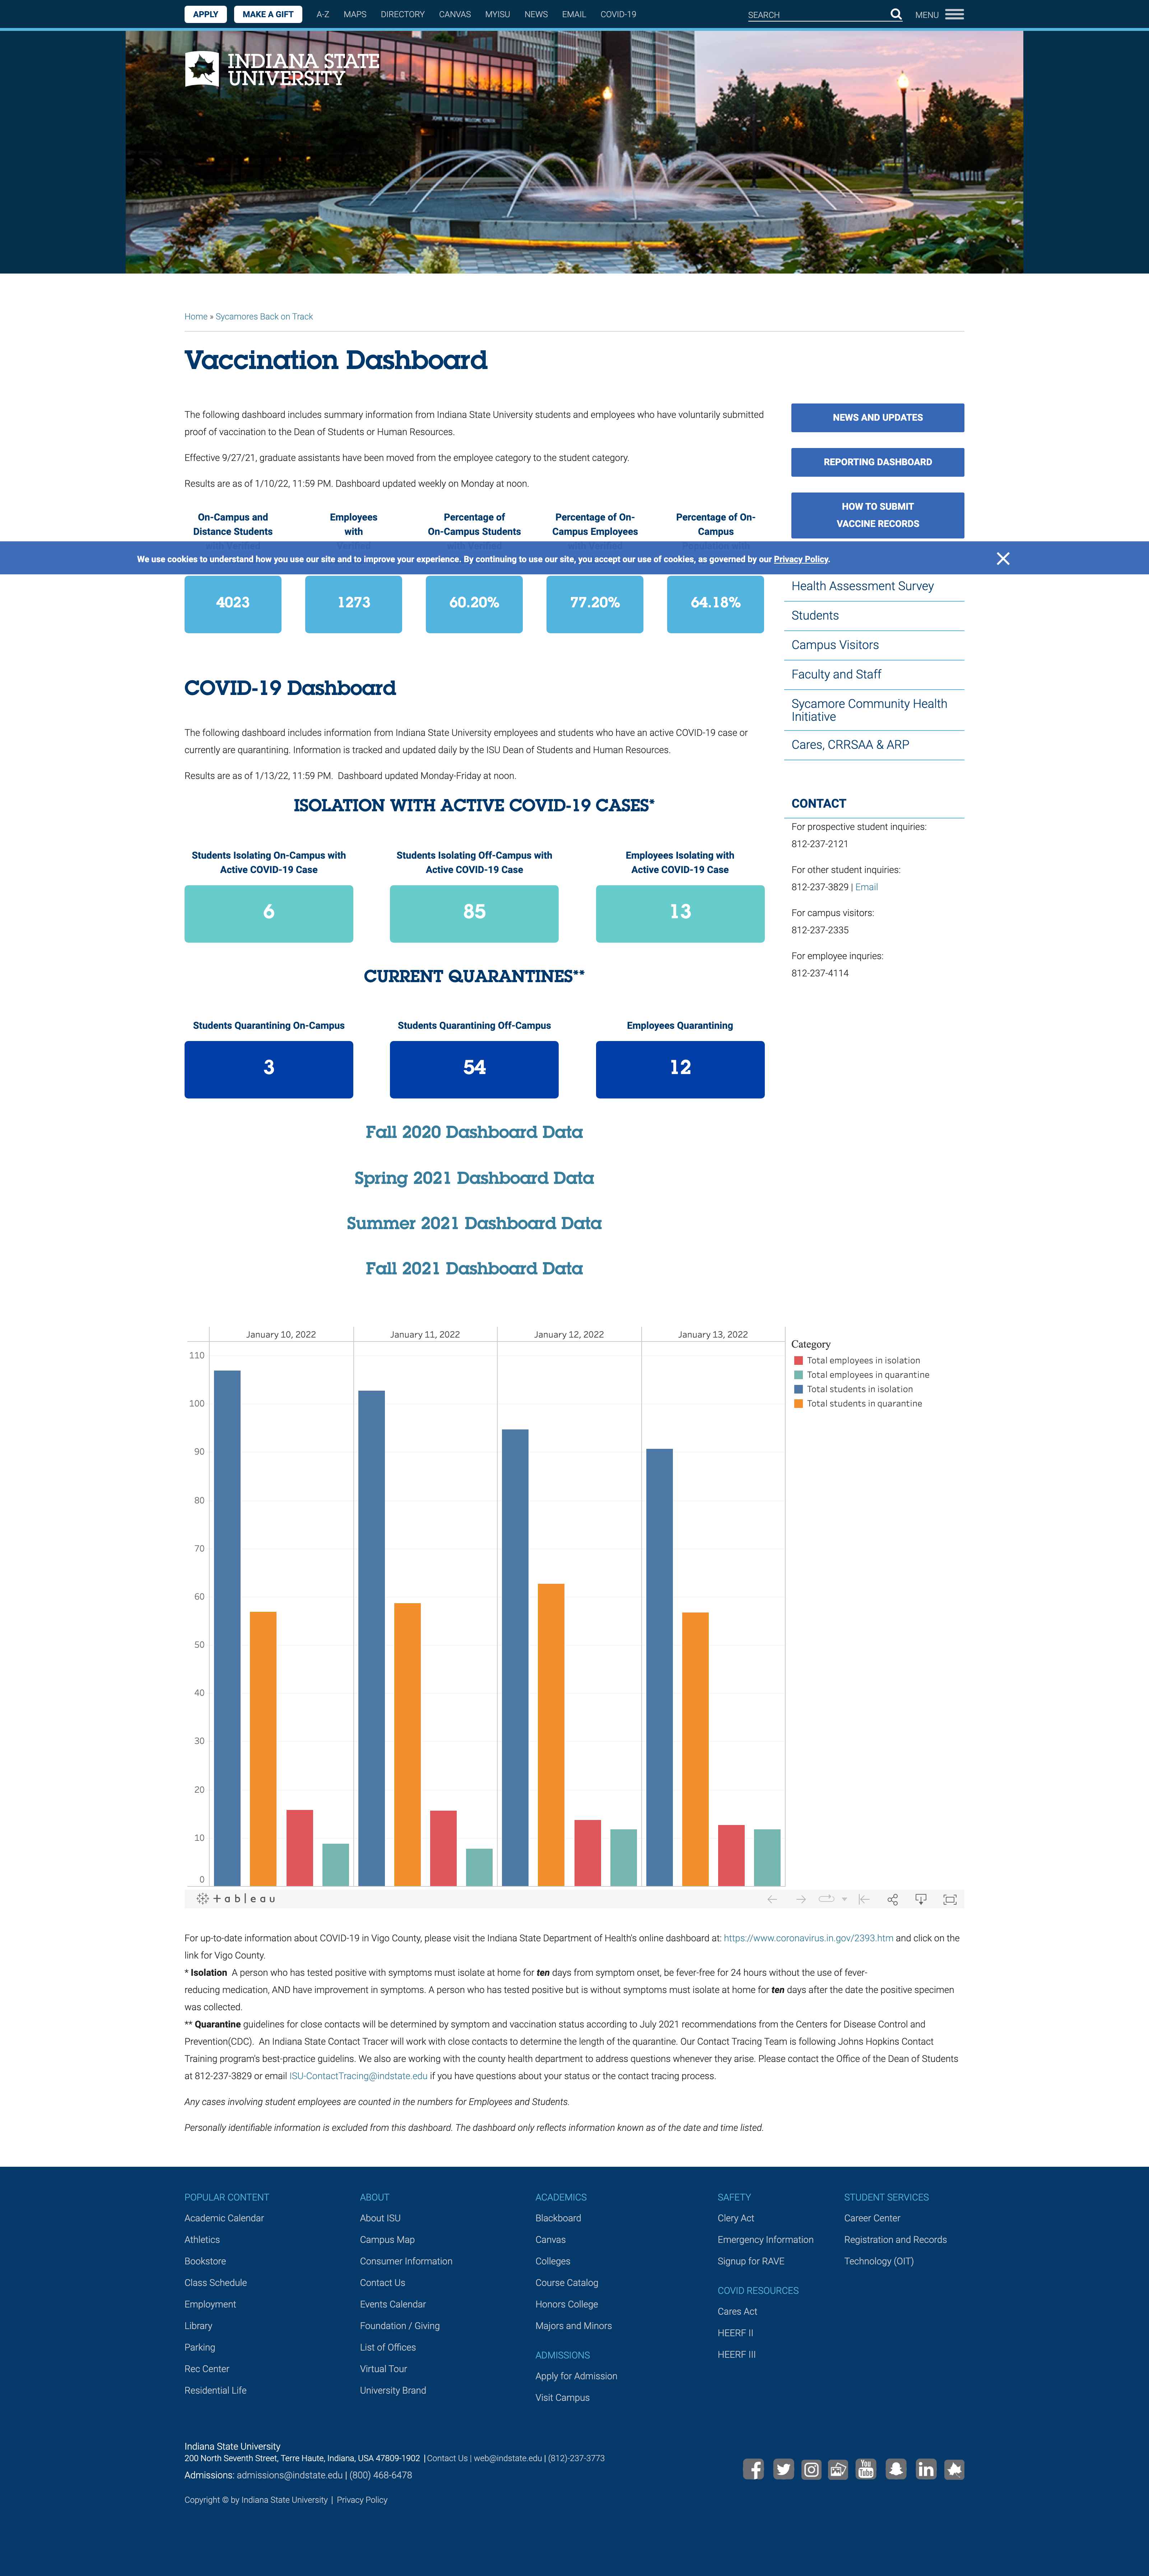 APPLY MAKE A GIFT A-Z MAPS DIRECTORY CANVAS MYISU NEWS EMAIL COVID-19 SEARCH MENU
INDIANA STATE
UNIVERSITY
Home » Sycamores Back on Track
Vaccination Dashboard
The following dashboard includes summary information from Indiana State University students and employees who have voluntarily submitted
proof of vaccination to the Dean of Students or Human Resources.
Effective 9/27/21, graduate assistants have been moved from the employee category to the student category.
Results are as of 1/10/22, 11:59 PM. Dashboard updated weekly on Monday at noon.
On-Campus and
Distance Students
Employees
with
Percentage of
On-Campus Students
Percentage of On-
Campus Employees
Percentage of On-
Campus
We use cookies to understand how you use our site and to improve your experience. By continuing to use our site, you accept our use of cookies, as governed by our Privacy Policy.
4023 1273 60.20% 77.20% 64.18%
NEWS AND UPDATES
REPORTING DASHBOARD
HOW TO SUBMIT
VACCINE RECORDS
Health Assessment Survey
Students
Campus Visitors
Faculty and Staff
Sycamore Community Health
Initiative
Cares, CRRSAA & ARP
CONTACT
For prospective student inquiries:
812-237-2121
For other student inquiries:
812-237-3829 | Email
For campus visitors:
812-237-2335
For employee inquries:
812-237-4114
COVID-19 Dashboard
The following dashboard includes information from Indiana State University employees and students who have an active COVID-19 case or
currently are quarantining. Information is tracked and updated daily by the ISU Dean of Students and Human Resources.
Results are as of 1/13/22, 11:59 PM. Dashboard updated Monday-Friday at noon.
ISOLATION WITH ACTIVE COVID-19 CASES*
Students Isolating On-Campus with
Active COVID-19 Case
6
Students Isolating Off-Campus with
Active COVID-19 Case
85
Employees Isolating with
Active COVID-19 Case
13
CURRENT QUARANTINES**
Students Quarantining On-Campus
3
Students Quarantining Off-Campus
54
Employees Quarantining
12
Fall 2020 Dashboard Data
Spring 2021 Dashboard Data
Summer 2021 Dashboard Data
Fall 2021 Dashboard Data
January 10, 2022 January 11, 2022 January 12, 2022 January 13, 2022
110
100
90
80
70
60
50
40
30
20
10
0
Category
Total employees in isolation
Total employees in quarantine
Total students in isolation
Total students in quarantine
+ a b l e a u
For up-to-date information about COVID-19 in Vigo County, please visit the Indiana State Department of Health's online dashboard at: https://www.coronavirus.in.gov/2393.htm and click on the
link for Vigo County.
* Isolation A person who has tested positive with symptoms must isolate at home for ten days from symptom onset, be fever-free for 24 hours without the use of fever-
reducing medication, AND have improvement in symptoms. A person who has tested positive but is without symptoms must isolate at home for ten days after the date the positive specimen
was collected.
** Quarantine guidelines for close contacts will be determined by symptom and vaccination status according to July 2021 recommendations from the Centers for Disease Control and
Prevention(CDC). An Indiana State Contact Tracer will work with close contacts to determine the length of the quarantine. Our Contact Tracing Team is following Johns Hopkins Contact
Training program's best-practice guidelins. We also are working with the county health department to address questions whenever they arise. Please contact the Office of the Dean of Students
at 812-237-3829 or email ISU-ContactTracing@indstate.edu if you have questions about your status or the contact tracing process.
Any cases involving student employees are counted in the numbers for Employees and Students.
Personally identifiable information is excluded from this dashboard. The dashboard only reflects information known as of the date and time listed.
POPULAR CONTENT
Academic Calendar
Athletics
Bookstore
Class Schedule
Employment
Library
Parking
Rec Center
Residential Life
ABOUT
About ISU
Campus Map
Consumer Information
Contact Us
Events Calendar
Foundation / Giving
List of Offices
Virtual Tour
University Brand
ACADEMICS
Blackboard
Canvas
Colleges
Course Catalog
Honors College
Majors and Minors
ADMISSIONS
Apply for Admission
Visit Campus
SAFETY
Clery Act
Emergency Information
Signup for RAVE
COVID RESOURCES
Cares Act
HEERF II
HEERF III
STUDENT SERVICES
Career Center
Registration and Records
Technology (OIT)
Indiana State University
200 North Seventh Street, Terre Haute, Indiana, USA 47809-1902 | Contact Us | web@indstate.edu | (812)-237-3773
Admissions: admissions@indstate.edu | (800) 468-6478
Copyright © by Indiana State University | Privacy Policy
You
Tube
in